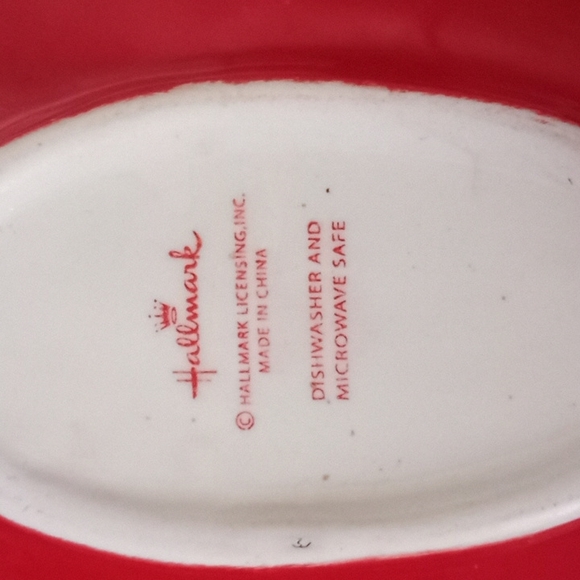 Hallmark
© HALLMARK LICENSING, INC.
MADE IN CHINA
DISHWASHER AND
MICROWAVE SAFE